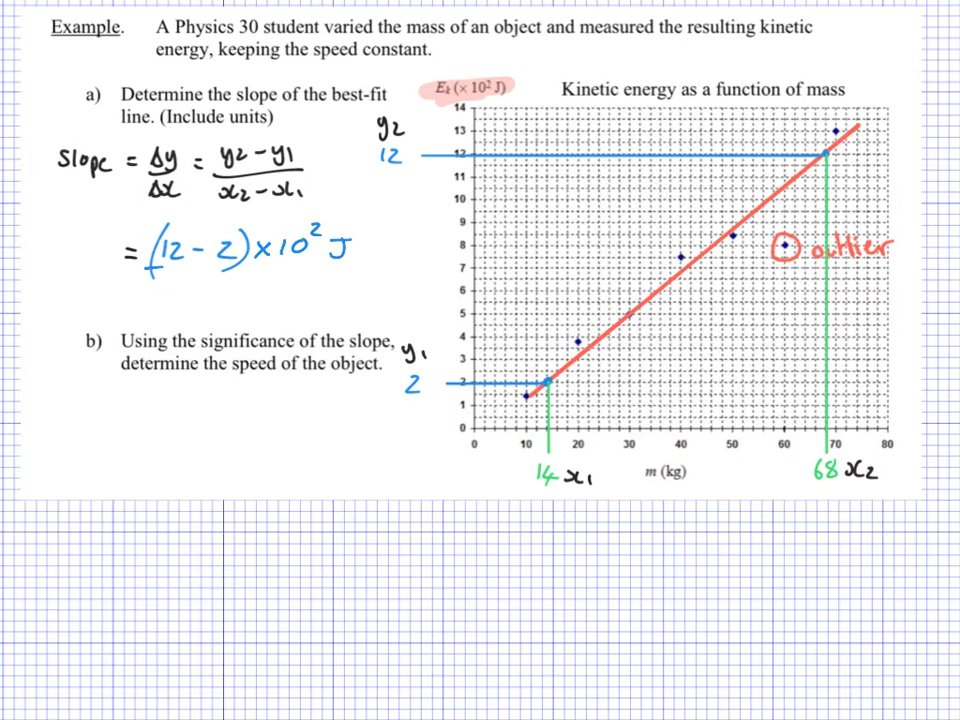 Example. A Physics 30 student varied the mass of an object and measured the resulting kinetic
energy, keeping the speed constant.
a) Determine the slope of the best-fit
line. (Include units)
slope = Δy = y2 - y1
Δx x2 - x1
= (12 - 2) × 10² J
b) Using the significance of the slope,
determine the speed of the object.
Ek (× 10² J)
Kinetic energy as a function of mass
y2
12
y1
2
14
13
12
11
10
9
8
7
6
5
4
3
2
1
0
outlier
0 10 20 30 40 50 60 70 80
14 x1
m (kg)
68 x2